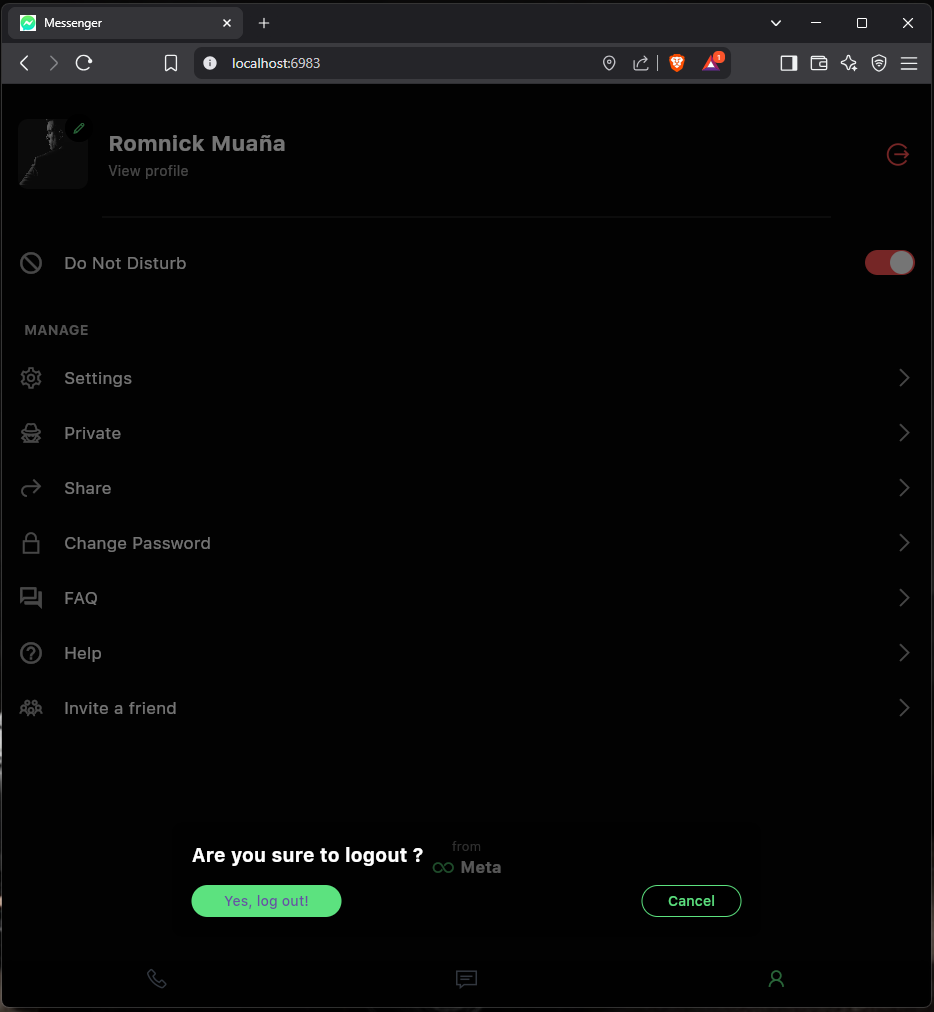 Messenger
localhost:6983
1
Romnick Muaña
View profile
Do Not Disturb
MANAGE
Settings
Private
Share
Change Password
FAQ
Help
Invite a friend
from
Meta
Are you sure to logout ?
Yes, log out!
Cancel